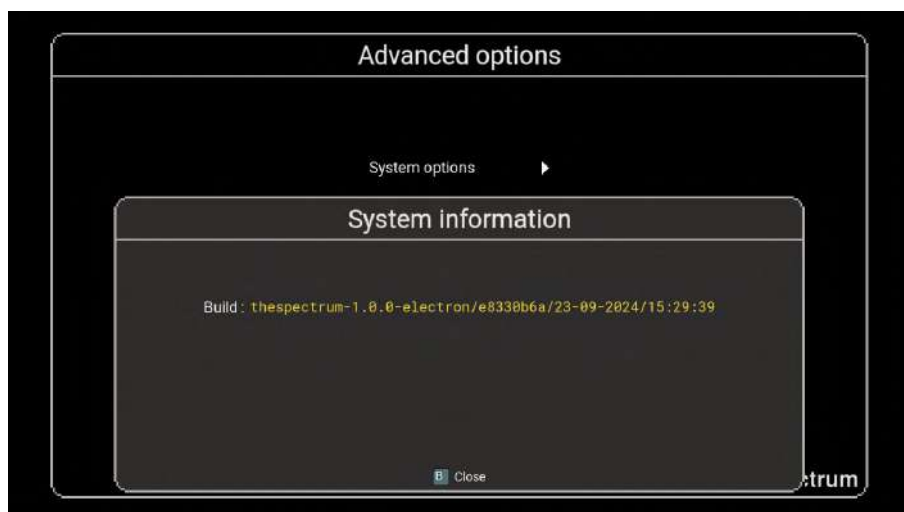 Advanced options
System options
System information
Build: thespectrum-1.0.0-electron/e8330b6a/23-09-2024/15:29:39
B Close
ctrum